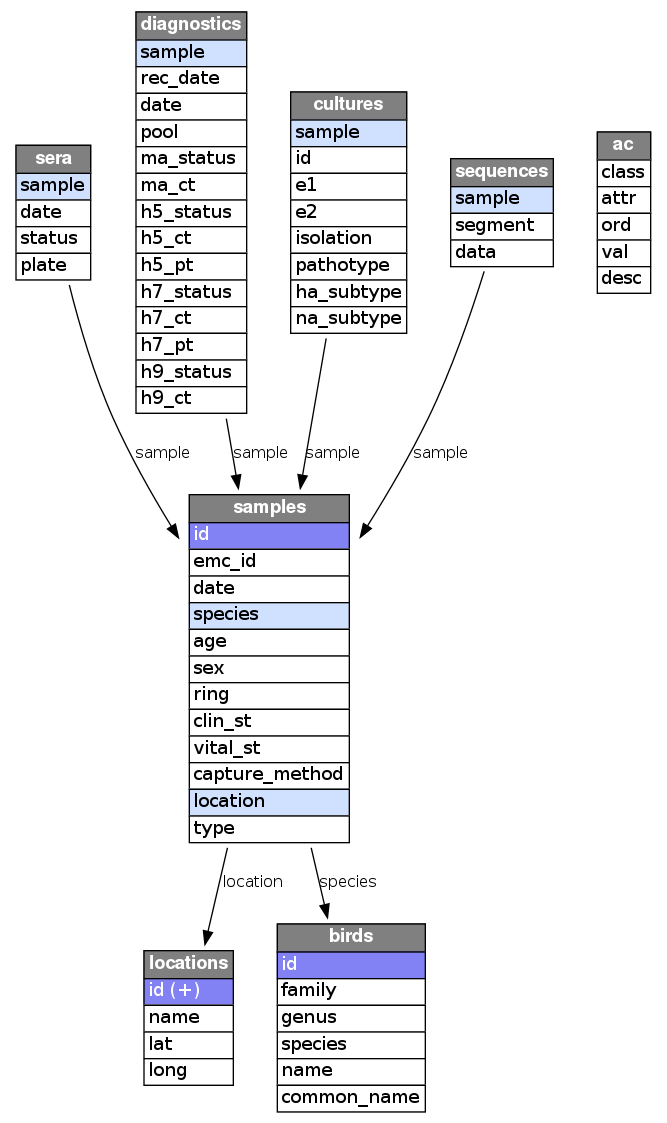 diagnostics
sample
rec_date
date
pool
ma_status
ma_ct
h5_status
h5_ct
h5_pt
h7_status
h7_ct
h7_pt
h9_status
h9_ct
cultures
sample
id
e1
e2
isolation
pathotype
ha_subtype
na_subtype
sera
sample
date
status
plate
sequences
sample
segment
data
ac
class
attr
ord
val
desc
sample
sample
sample
sample
samples
id
emc_id
date
species
age
sex
ring
clin_st
vital_st
capture_method
location
type
location
species
locations
id (+)
name
lat
long
birds
id
family
genus
species
name
common_name